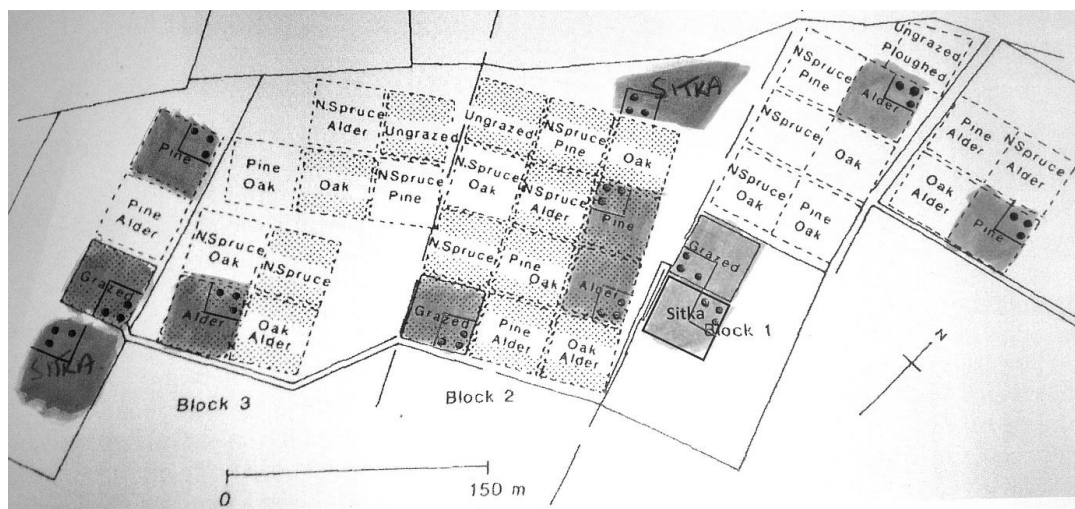 SITKA
Ungrazed
Ploughed
N.Spruce
Pine
Alder
N.Spruce
Oak
N.Spruce
Oak
Pine
Oak
Pine
Alder
N.Spruce
Alder
Oak
Alder
Pine
Grazed
Sitka
Block 1
Ungrazed
N.Spruce
Pine
Oak
N.Spruce
Oak
N.Spruce
Alder
Pine
N.Spruce
Pine
Oak
Alder
Grazed
Pine
Alder
Oak
Alder
Block 2
N.Spruce
Alder
Ungrazed
Pine
Oak
Oak
N.Spruce
Pine
Pine
Pine
Alder
N.Spruce
Oak
N.Spruce
Grazed
Alder
Oak
Alder
SITKA
Block 3
N
0
150 m